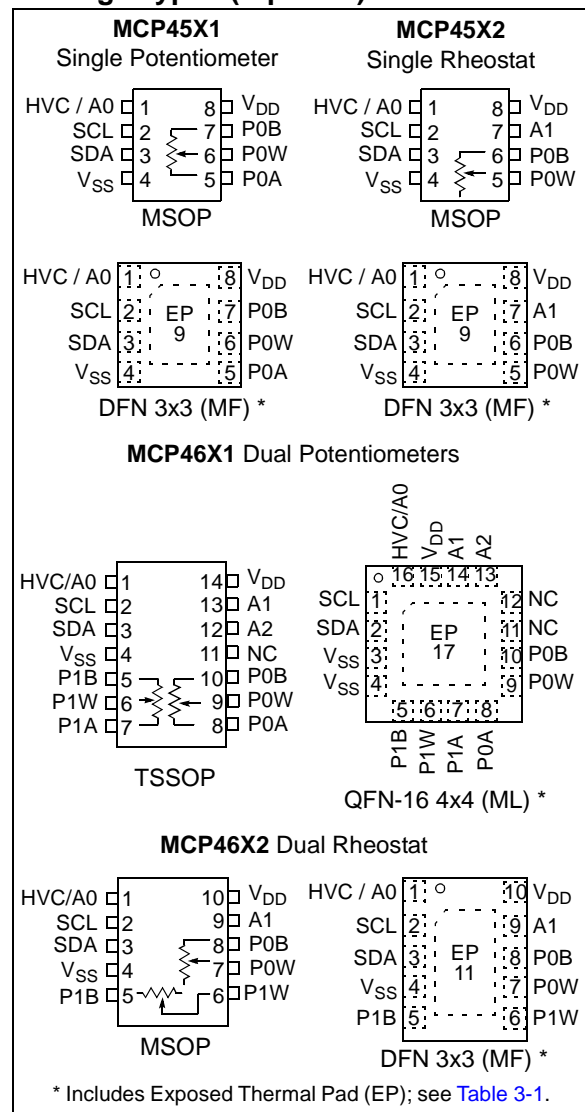 MCP45X1
Single Potentiometer
HVC / A0 1 8 VDD
SCL 2 7 P0B
SDA 3 6 P0W
VSS 4 5 P0A
MSOP
MCP45X2
Single Rheostat
HVC / A0 1 8 VDD
SCL 2 7 A1
SDA 3 6 P0B
VSS 4 5 P0W
MSOP
HVC / A0 1 8 VDD
SCL 2 EP 7 P0B
SDA 3 9 6 P0W
VSS 4 5 P0A
DFN 3x3 (MF) *
HVC / A0 1 8 VDD
SCL 2 EP 7 A1
SDA 3 9 6 P0B
VSS 4 5 P0W
DFN 3x3 (MF) *
MCP46X1 Dual Potentiometers
HVC/A0 1 14 VDD
SCL 2 13 A1
SDA 3 12 A2
VSS 4 11 NC
P1B 5 10 P0B
P1W 6 9 P0W
P1A 7 8 P0A
TSSOP
HVC/A0 VDD A1 A2
16 15 14 13
SCL 1 12 NC
SDA 2 EP 11 NC
VSS 3 17 10 P0B
VSS 4 9 P0W
5 6 7 8
P1B P1W P1A P0A
QFN-16 4x4 (ML) *
MCP46X2 Dual Rheostat
HVC/A0 1 10 VDD
SCL 2 9 A1
SDA 3 8 P0B
VSS 4 7 P0W
P1B 5 6 P1W
MSOP
HVC / A0 1 10 VDD
SCL 2 9 A1
SDA 3 EP 8 P0B
VSS 4 11 7 P0W
P1B 5 6 P1W
DFN 3x3 (MF) *
* Includes Exposed Thermal Pad (EP); see Table 3-1.